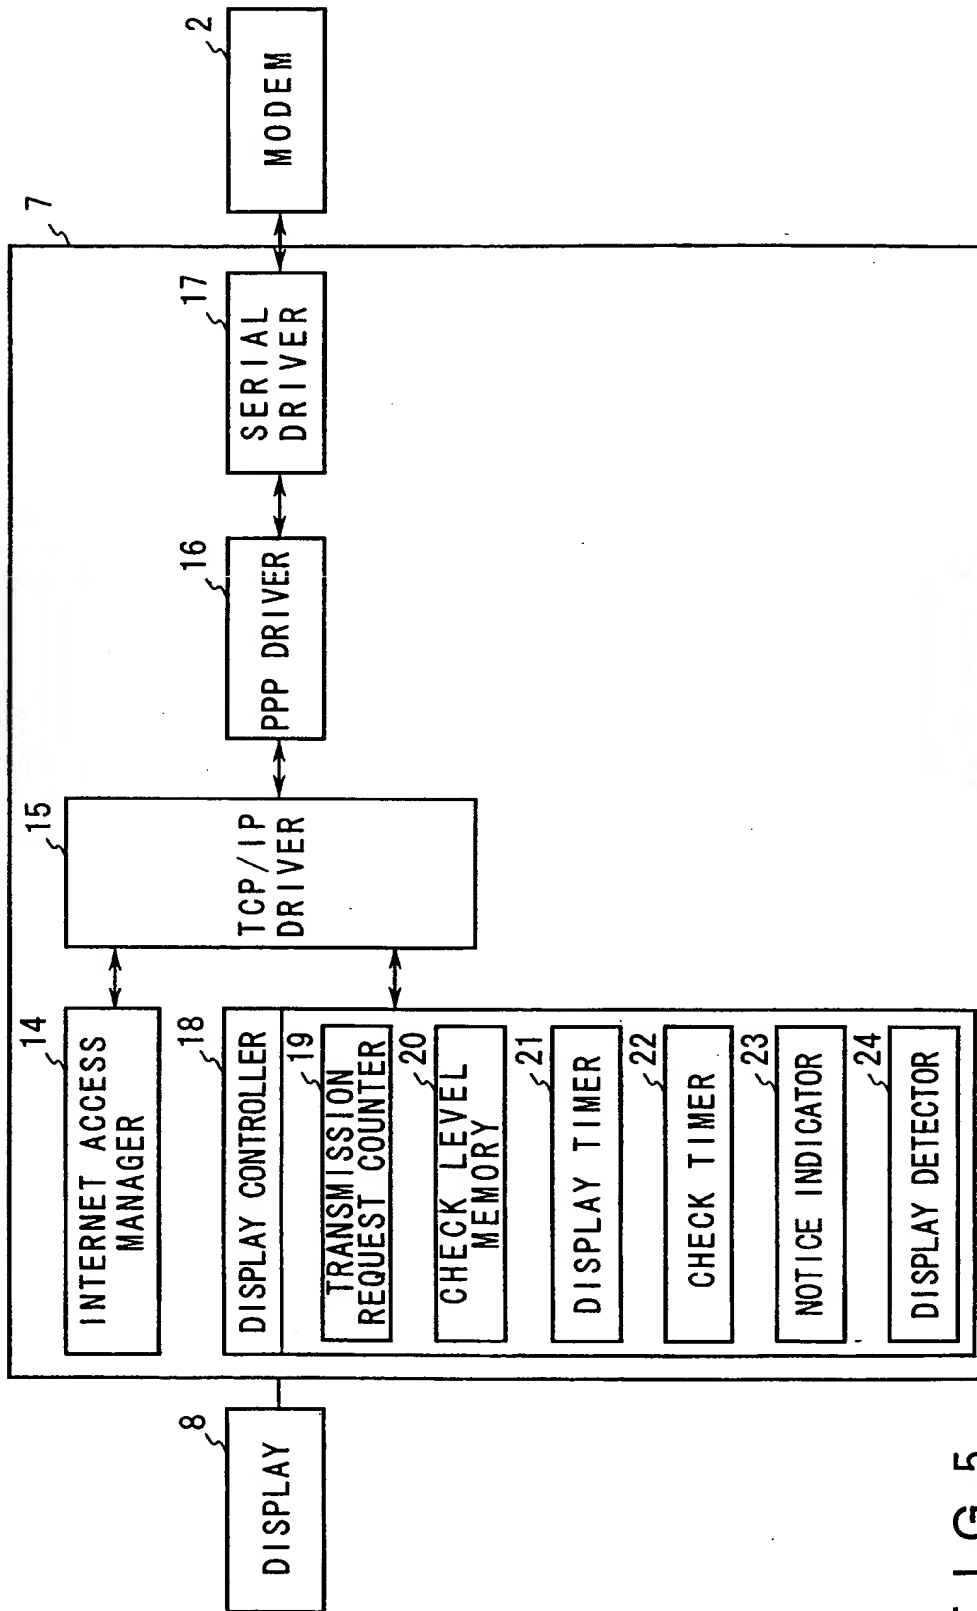 7
8
DISPLAY
14
INTERNET ACCESS
MANAGER
15
TCP/IP
DRIVER
16
PPP DRIVER
17
SERIAL
DRIVER
2
MODEM
18
DISPLAY CONTROLLER
19
TRANSMISSION
REQUEST COUNTER
20
CHECK LEVEL
MEMORY
21
DISPLAY TIMER
22
CHECK TIMER
23
NOTICE INDICATOR
24
DISPLAY DETECTOR
FIG 5